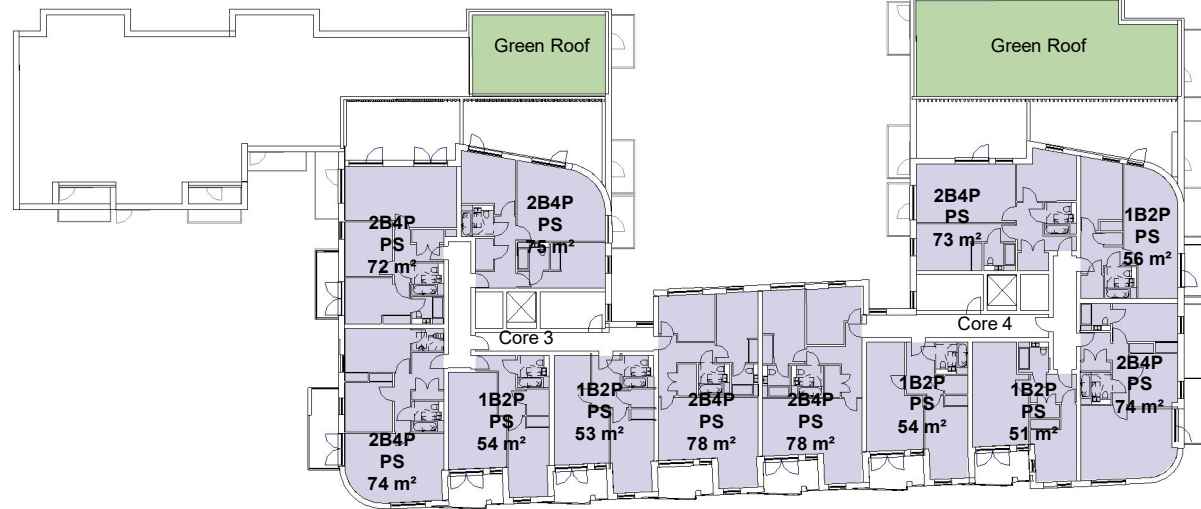 Green Roof
Green Roof
2B4P
PS
72 m²
2B4P
PS
75 m²
2B4P
PS
73 m²
1B2P
PS
56 m²
Core 3
Core 4
2B4P
PS
74 m²
1B2P
PS
54 m²
1B2P
PS
53 m²
2B4P
PS
78 m²
2B4P
PS
78 m²
1B2P
PS
54 m²
1B2P
PS
51 m²
2B4P
PS
74 m²